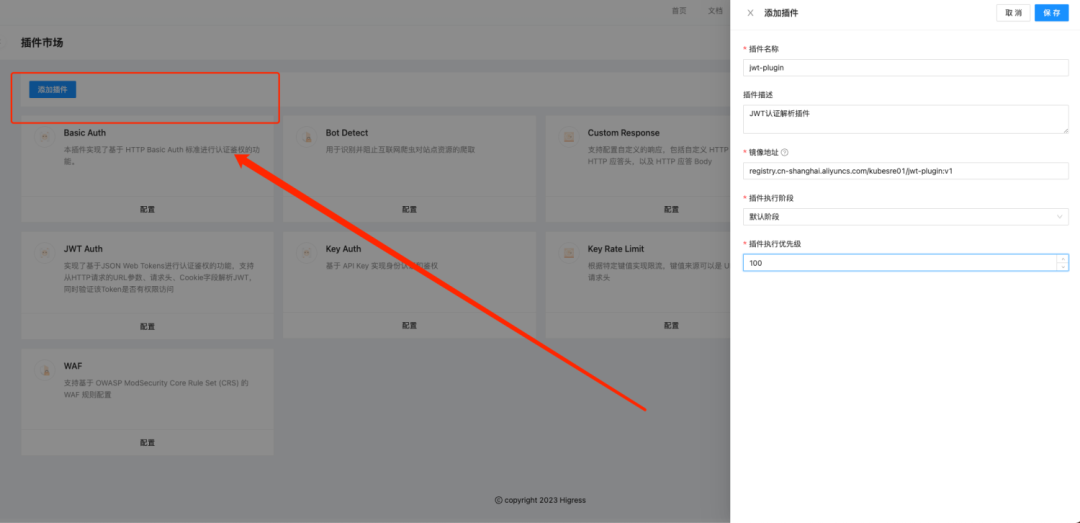 首页 文档
插件市场
添加插件
Basic Auth
本插件实现了基于 HTTP Basic Auth 标准进行认证鉴权的功
能。
配置
Bot Detect
用于识别并阻止互联网爬虫对站点资源的爬取
配置
Custom Response
支持配置自定义的响应，包括自定义 HTTP
HTTP 应答头，以及 HTTP 应答 Body
配置
JWT Auth
实现了基于JSON Web Tokens进行认证鉴权的功能，支持
从HTTP请求的URL参数、请求头、Cookie字段解析JWT,
同时验证该Token是否有权限访问
配置
Key Auth
基于 API Key 实现身份认证和鉴权
配置
Key Rate Limit
根据特定键值实现限流，键值来源可以是 U
请求头
配置
WAF
支持基于 OWASP ModSecurity Core Rule Set (CRS) 的
WAF 规则配置
配置
© copyright 2023 Higress
添加插件
取 消
保 存
* 插件名称
jwt-plugin
插件描述
JWT认证解析插件
* 镜像地址
registry.cn-shanghai.aliyuncs.com/kubesre01/jwt-plugin:v1
* 插件执行阶段
默认阶段
* 插件执行优先级
100